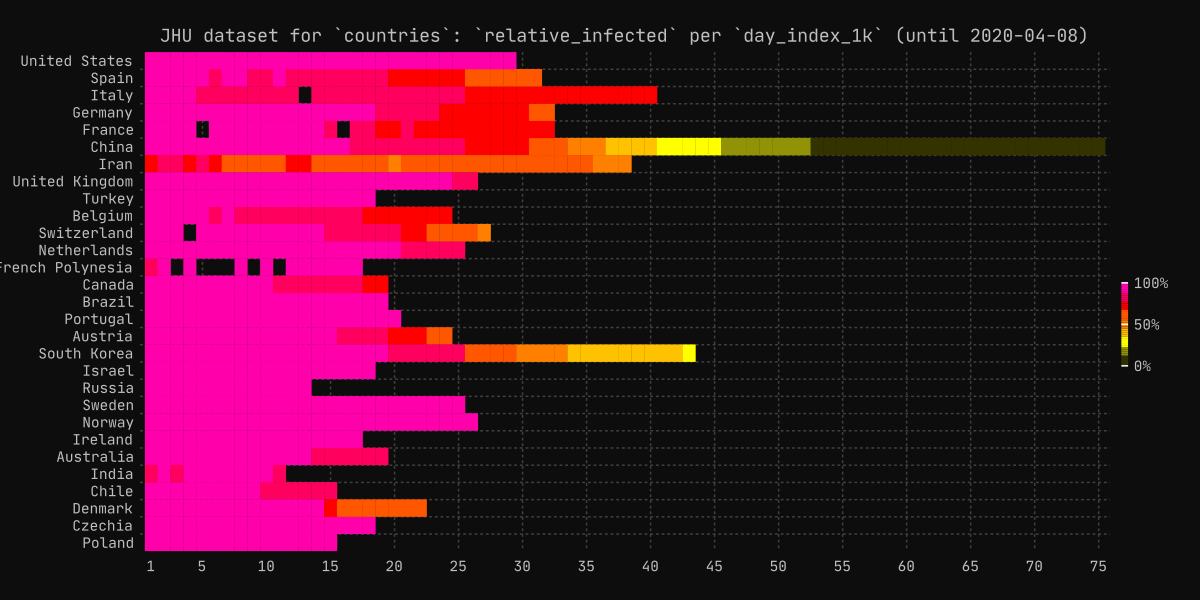 JHU dataset for `countries`: `relative_infected` per `day_index_1k` (until 2020-04-08)
United States
Spain
Italy
Germany
France
China
Iran
United Kingdom
Turkey
Belgium
Switzerland
Netherlands
French Polynesia
Canada
Brazil
Portugal
Austria
South Korea
Israel
Russia
Sweden
Norway
Ireland
Australia
India
Chile
Denmark
Czechia
Poland
1 5 10 15 20 25 30 35 40 45 50 55 60 65 70 75
100%
50%
0%